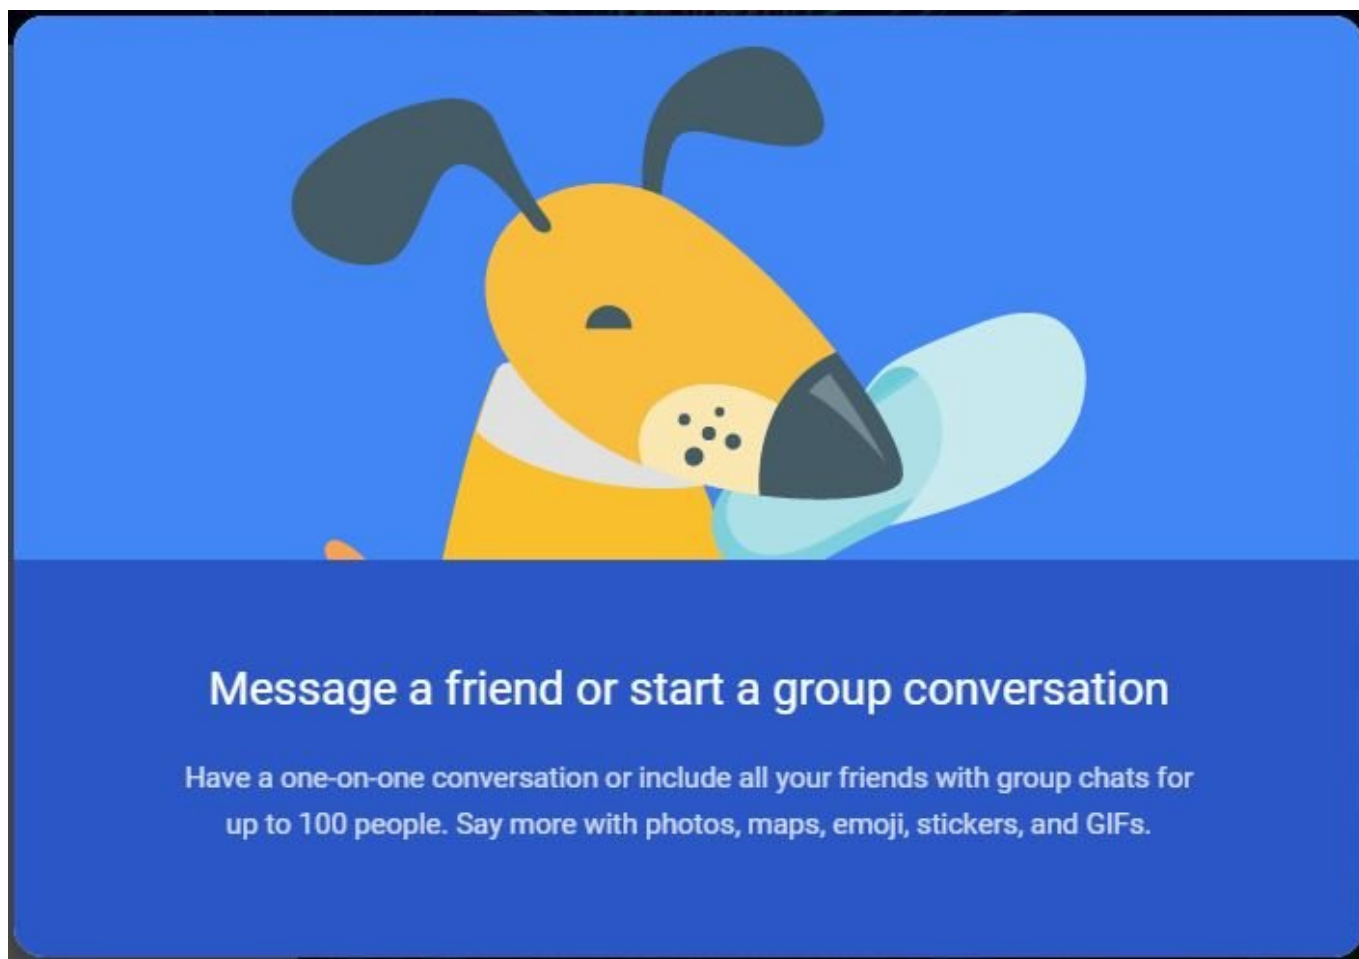 Message a friend or start a group conversation
Have a one-on-one conversation or include all your friends with group chats for
up to 100 people. Say more with photos, maps, emoji, stickers, and GIFs.